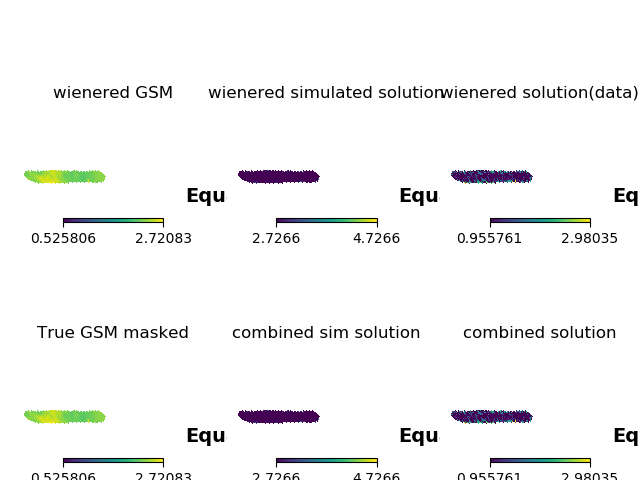 wienered GSM
wienered simulated solution
wienered solution(data)
Equ
Equ
Eq
0.525806 2.72083
2.7266 4.7266
0.955761 2.98035
True GSM masked
combined sim solution
combined solution
Equ
Equ
Eq
0.525806 2.72083
2.7266 4.7266
0.955761 2.98035